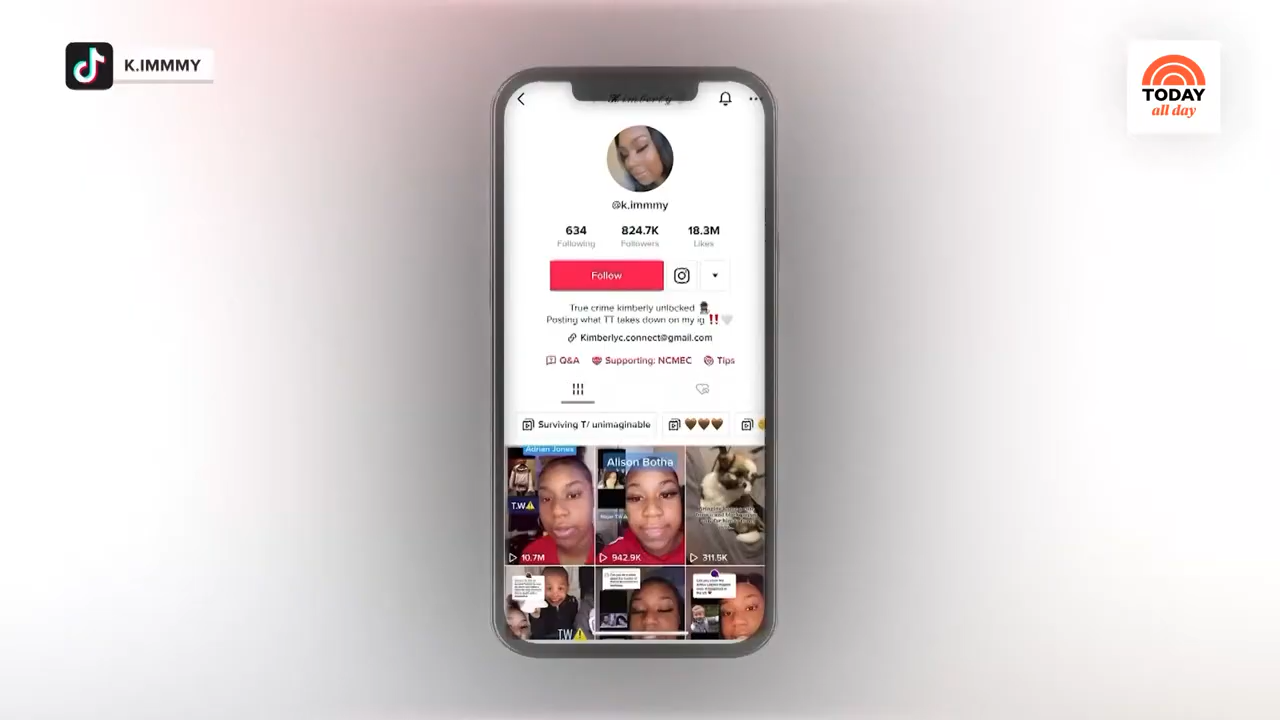 K.IMMMY
TODAY
all day
Kimberly
@k.immmy
634
824.7K
18.3M
Following
Followers
Likes
Follow
True crime kimberly unlocked
Posting what TT takes down on my ig ‼️🤍
Kimberlyc.connect@gmail.com
Q&A
Supporting: NCMEC
Tips
Surviving T/ unimaginable
🤎🤎🤎
Adrian Jones
Alison Botha
T.W⚠
10.7M
942.9K
311.5K
T.W⚠